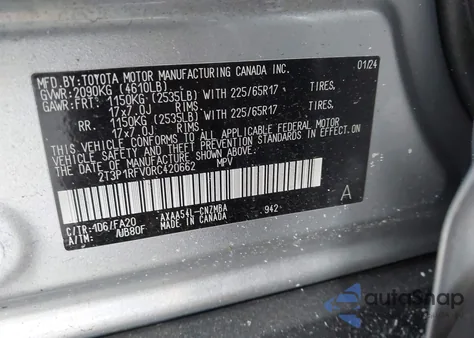 MFD.BY:TOYOTA MOTOR MANUFACTURING CANADA INC. 01/24
GVWR:2090KG (4610LB)
GAWR:FRT: 1150KG (2535LB) WITH 225/65R17 TIRES,
17x7.0J RIMS
RR. 1150KG (2535LB) WITH 225/65R17 TIRES,
17x7.0J RIMS
THIS VEHICLE CONFORMS TO ALL APPLICABLE FEDERAL MOTOR
VEHICLE SAFETY AND THEFT PREVENTION STANDARDS IN EFFECT ON
THE DATE OF MANUFACTURE SHOWN ABOVE.
2T3P1RFV0RC420662 MPV
A
C/TR:1D6/FA20 AXAA54L-CNZMBA 942
A/TM: /UB80F MADE IN CANADA
autoSnap